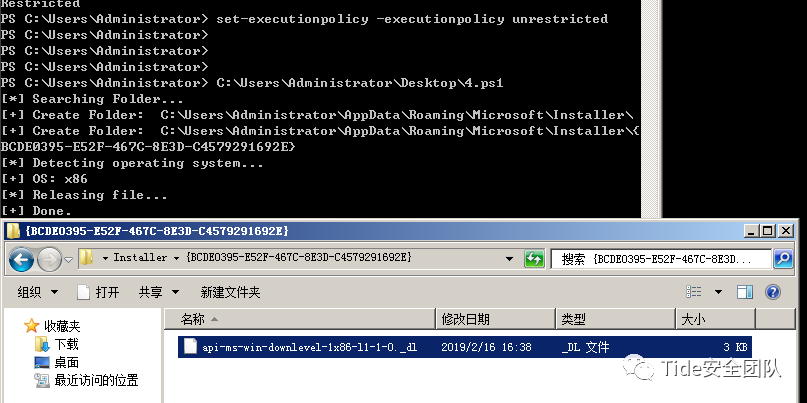 Restricted
PS C:\Users\Administrator> set-executionpolicy -executionpolicy unrestricted
PS C:\Users\Administrator>
PS C:\Users\Administrator>
PS C:\Users\Administrator>
PS C:\Users\Administrator> C:\Users\Administrator\Desktop\4.ps1
[*] Searching Folder...
[+] Create Folder:  C:\Users\Administrator\AppData\Roaming\Microsoft\Installer\
[+] Create Folder:  C:\Users\Administrator\AppData\Roaming\Microsoft\Installer\{
BCDE0395-E52F-467C-8E3D-C4579291692E}
[*] Detecting operating system...
[+] OS: x86
[*] Releasing file...
[+] Done.
{BCDE0395-E52F-467C-8E3D-C4579291692E}
Installer {BCDE0395-E52F-467C-8E3D-C4579291692E} 搜索 {BCDE0395-E52F-467C-8E3D...
组织 打开 共享 新建文件夹
名称 修改日期 类型 大小
收藏夹
下载
桌面
最近访问的位置
api-ms-win-downlevel-1x86-l1-1-0._dl 2019/2/16 16:38 _DL 文件 3 KB
Tide安全团队